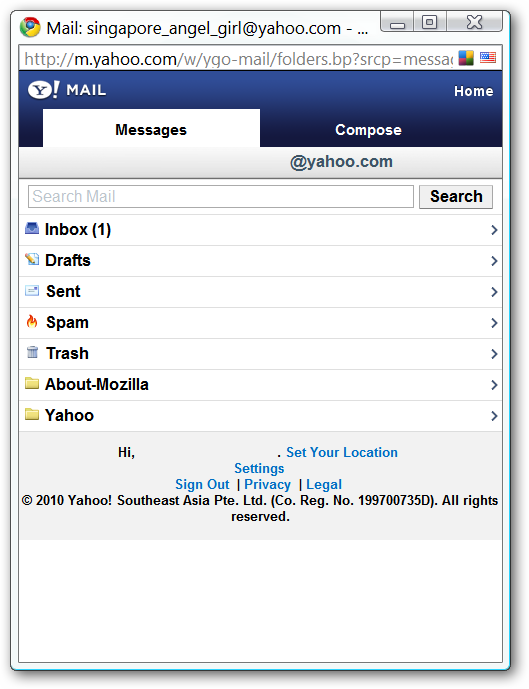 Mail: singapore_angel_girl@yahoo.com - ...
http://m.yahoo.com/w/ygo-mail/folders.bp?srcp=messag
Y! MAIL
Home
Messages
Compose
@yahoo.com
Search Mail
Search
Inbox (1)
Drafts
Sent
Spam
Trash
About-Mozilla
Yahoo
Hi, . Set Your Location
Settings
Sign Out | Privacy | Legal
© 2010 Yahoo! Southeast Asia Pte. Ltd. (Co. Reg. No. 199700735D). All rights
reserved.